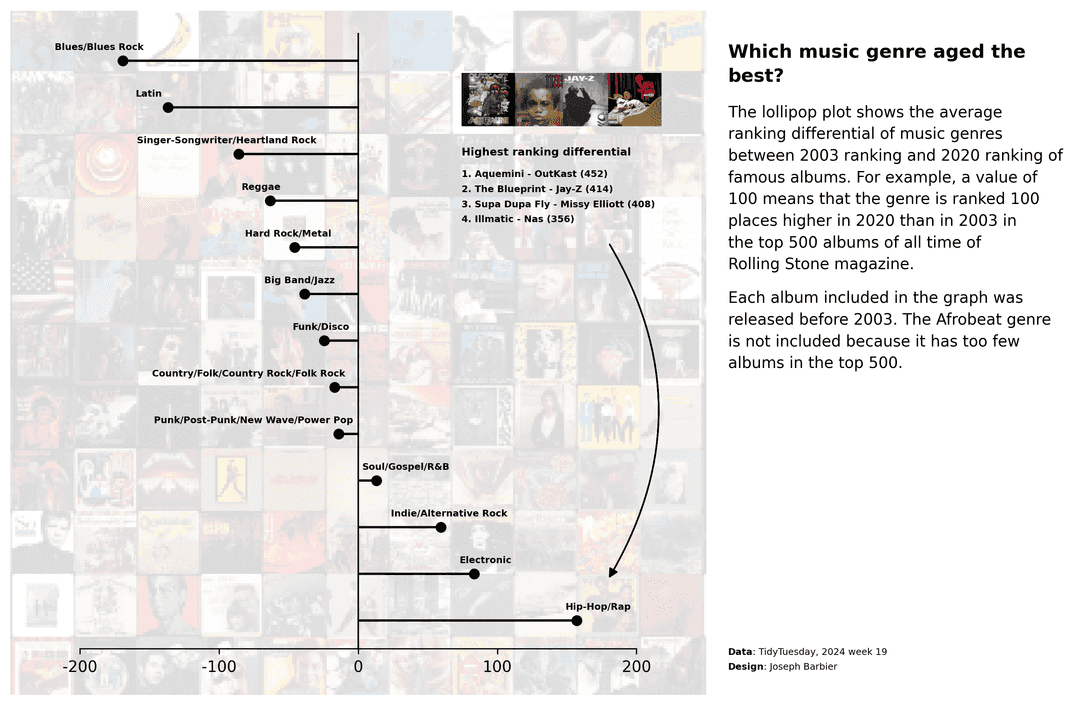 Blues/Blues Rock
Latin
Singer-Songwriter/Heartland Rock
Reggae
Hard Rock/Metal
Big Band/Jazz
Funk/Disco
Country/Folk/Country Rock/Folk Rock
Punk/Post-Punk/New Wave/Power Pop
Soul/Gospel/R&B
Indie/Alternative Rock
Electronic
Hip-Hop/Rap
-200 -100 0 100 200
JAY-Z
Highest ranking differential
1. Aquemini - OutKast (452)
2. The Blueprint - Jay-Z (414)
3. Supa Dupa Fly - Missy Elliott (408)
4. Illmatic - Nas (356)
RAMONES
Which music genre aged the
best?
The lollipop plot shows the average
ranking differential of music genres
between 2003 ranking and 2020 ranking of
famous albums. For example, a value of
100 means that the genre is ranked 100
places higher in 2020 than in 2003 in
the top 500 albums of all time of
Rolling Stone magazine.
Each album included in the graph was
released before 2003. The Afrobeat genre
is not included because it has too few
albums in the top 500.
Data: TidyTuesday, 2024 week 19
Design: Joseph Barbier